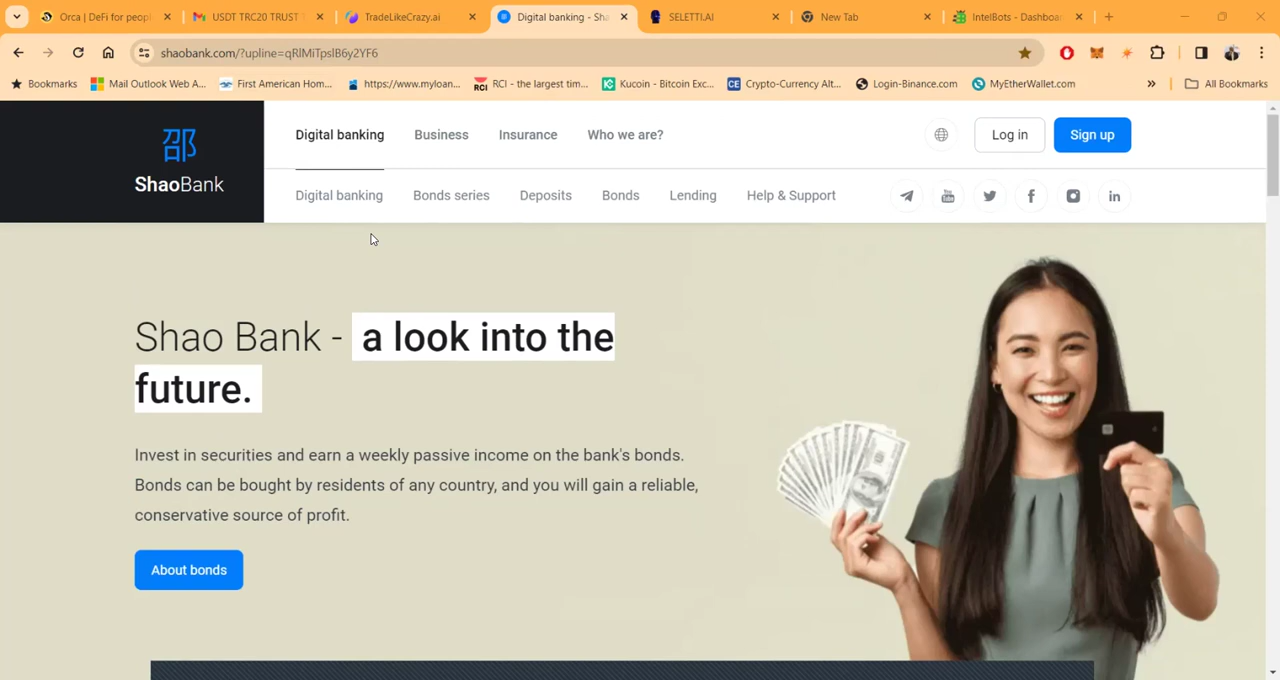 Orca | DeFi for peopl
USDT TRC20 TRUST
TradeLikeCrazy.ai
Digital banking - Sha
SELETTI.AI
New Tab
IntelBots - Dashboa
shaobank.com/?upline=qRlMiTpslB6y2YF6
Bookmarks
Mail Outlook Web A...
First American Hom...
https://www.myloan...
RCI - the largest tim...
Kucoin - Bitcoin Exc...
Crypto-Currency Alt...
Login-Binance.com
MyEtherWallet.com
All Bookmarks
邵
ShaoBank
Digital banking
Business
Insurance
Who we are?
Log in
Sign up
Digital banking
Bonds series
Deposits
Bonds
Lending
Help & Support
Shao Bank - a look into the
future.
Invest in securities and earn a weekly passive income on the bank's bonds.
Bonds can be bought by residents of any country, and you will gain a reliable,
conservative source of profit.
About bonds